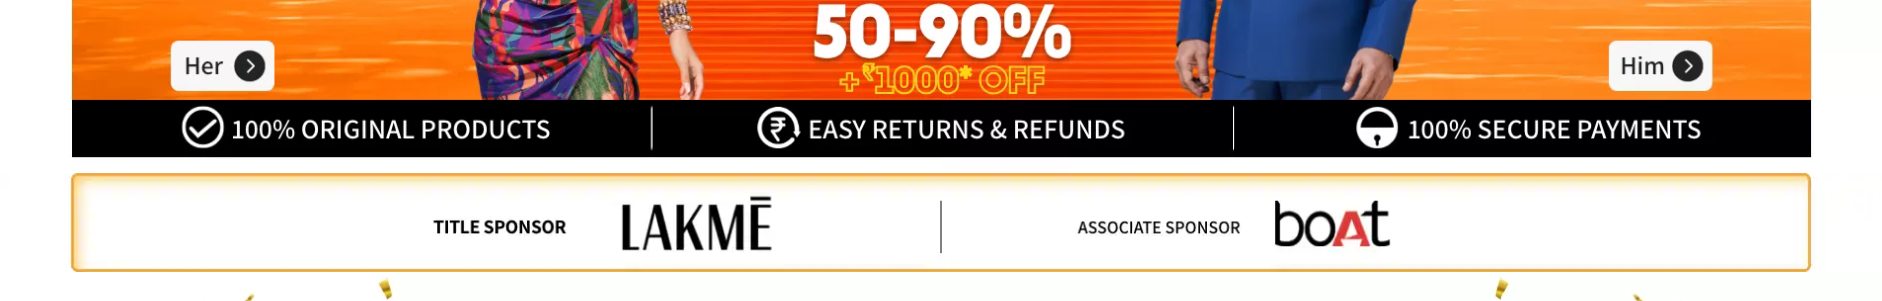 50-90%
+₹1000* OFF
Her
Him
100% ORIGINAL PRODUCTS
EASY RETURNS & REFUNDS
100% SECURE PAYMENTS
TITLE SPONSOR LAKMĒ
ASSOCIATE SPONSOR boAt